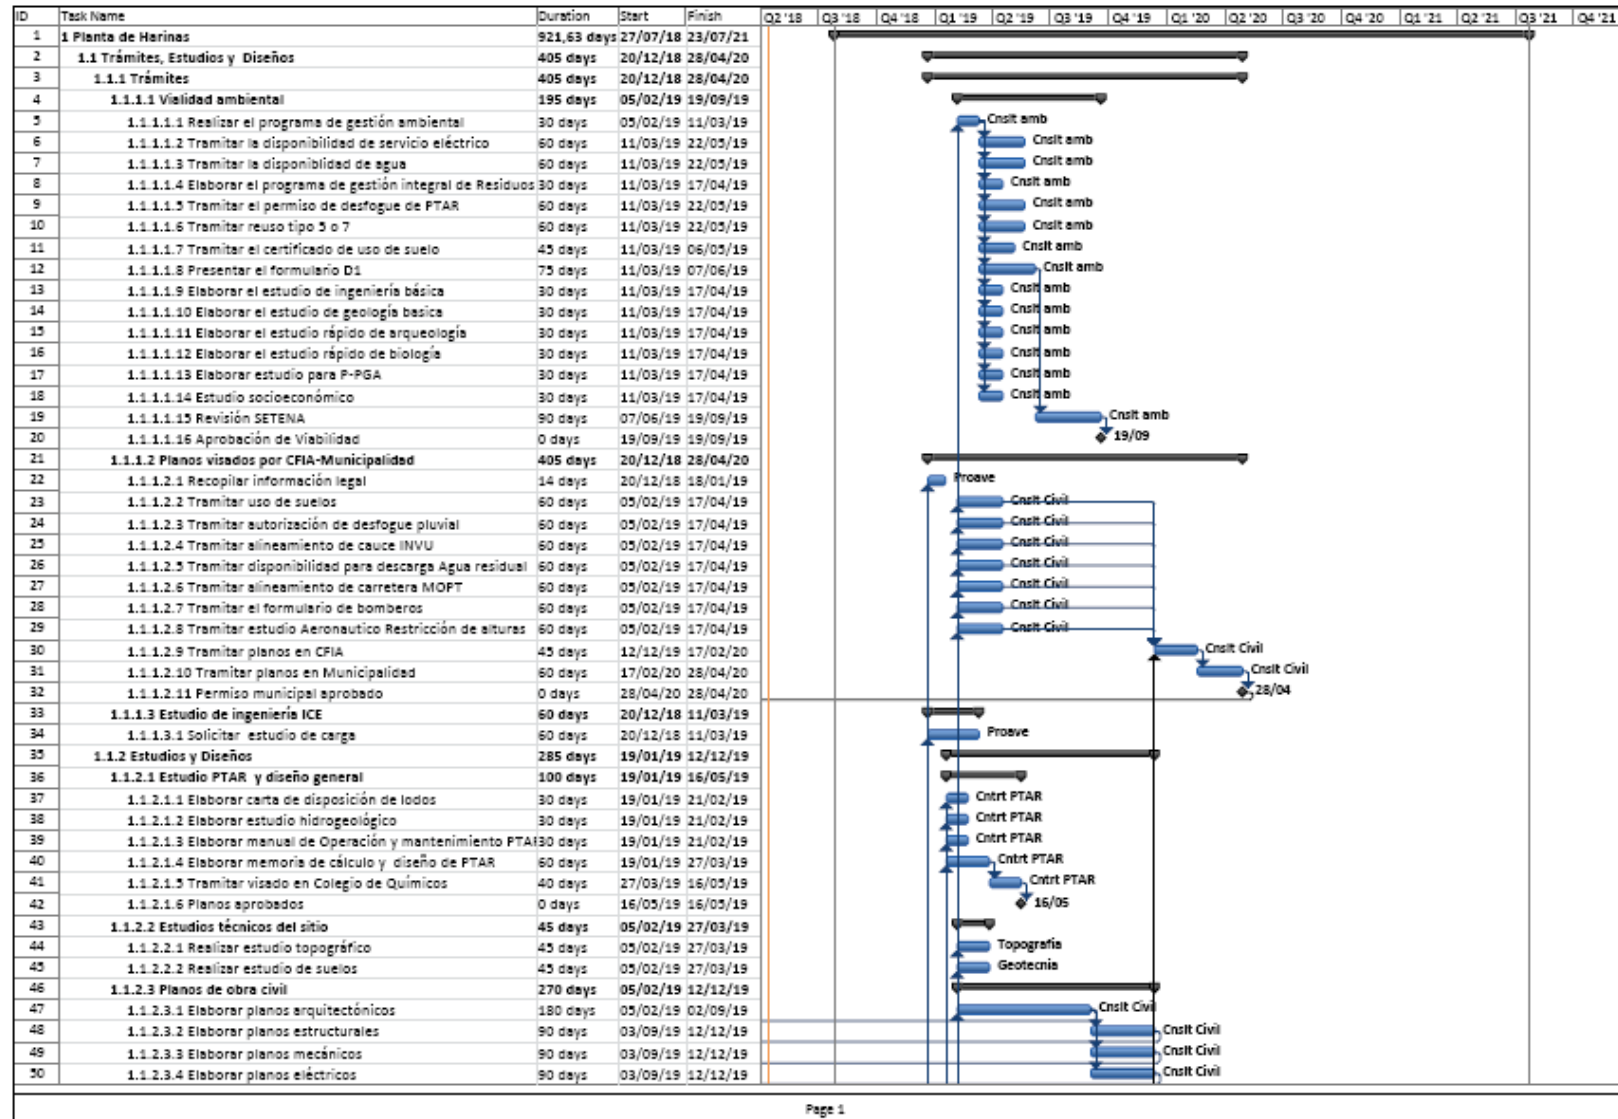 ID Task Name Duration Start Finish Q2 '18 Q3 '18 Q4 '18 Q1 '19 Q2 '19 Q3 '19 Q4 '19 Q1 '20 Q2 '20 Q3 '20 Q4 '20 Q1 '21 Q2 '21 Q3 '21 Q4 '21
1 1 Planta de Harinas 921,63 days 27/07/18 23/07/21
2 1.1 Trámites, Estudios y Diseños 405 days 20/12/18 28/04/20
3 1.1.1 Trámites 405 days 20/12/18 28/04/20
4 1.1.1.1 Vialidad ambiental 195 days 05/02/19 19/09/19
5 1.1.1.1.1 Realizar el programa de gestión ambiental 30 days 05/02/19 11/03/19 Cnslt amb
6 1.1.1.1.2 Tramitar la disponibilidad de servicio eléctrico 60 days 11/03/19 22/05/19 Cnslt amb
7 1.1.1.1.3 Tramitar la disponiblidad de agua 60 days 11/03/19 22/05/19 Cnslt amb
8 1.1.1.1.4 Elaborar el programa de gestión integral de Residuos 30 days 11/03/19 17/04/19 Cnslt amb
9 1.1.1.1.5 Tramitar el permiso de desfogue de PTAR 60 days 11/03/19 22/05/19 Cnslt amb
10 1.1.1.1.6 Tramitar reuso tipo 5 o 7 60 days 11/03/19 22/05/19 Cnslt amb
11 1.1.1.1.7 Tramitar el certificado de uso de suelo 45 days 11/03/19 06/05/19 Cnslt amb
12 1.1.1.1.8 Presentar el formulario D1 75 days 11/03/19 07/06/19 Cnslt amb
13 1.1.1.1.9 Elaborar el estudio de ingeniería básica 30 days 11/03/19 17/04/19 Cnslt amb
14 1.1.1.1.10 Elaborar el estudio de geología basica 30 days 11/03/19 17/04/19 Cnslt amb
15 1.1.1.1.11 Elaborar el estudio rápido de arqueología 30 days 11/03/19 17/04/19 Cnslt amb
16 1.1.1.1.12 Elaborar el estudio rápido de biología 30 days 11/03/19 17/04/19 Cnslt amb
17 1.1.1.1.13 Elaborar estudio para P-PGA 30 days 11/03/19 17/04/19 Cnslt amb
18 1.1.1.1.14 Estudio socioeconómico 30 days 11/03/19 17/04/19 Cnslt amb
19 1.1.1.1.15 Revisión SETENA 90 days 07/06/19 19/09/19 Cnslt amb
20 1.1.1.1.16 Aprobación de Viabilidad 0 days 19/09/19 19/09/19 19/09
21 1.1.1.2 Planos visados por CFIA-Municipalidad 405 days 20/12/18 28/04/20
22 1.1.1.2.1 Recopilar información legal 14 days 20/12/18 18/01/19 Proave
23 1.1.1.2.2 Tramitar uso de suelos 60 days 05/02/19 17/04/19 Cnslt Civil
24 1.1.1.2.3 Tramitar autorización de desfogue pluvial 60 days 05/02/19 17/04/19 Cnslt Civil
25 1.1.1.2.4 Tramitar alineamiento de cauce INVU 60 days 05/02/19 17/04/19 Cnslt Civil
26 1.1.1.2.5 Tramitar disponibilidad para descarga Agua residual 60 days 05/02/19 17/04/19 Cnslt Civil
27 1.1.1.2.6 Tramitar alineamiento de carretera MOPT 60 days 05/02/19 17/04/19 Cnslt Civil
28 1.1.1.2.7 Tramitar el formulario de bomberos 60 days 05/02/19 17/04/19 Cnslt Civil
29 1.1.1.2.8 Tramitar estudio Aeronautico Restricción de alturas 60 days 05/02/19 17/04/19 Cnslt Civil
30 1.1.1.2.9 Tramitar planos en CFIA 45 days 12/12/19 17/02/20 Cnslt Civil
31 1.1.1.2.10 Tramitar planos en Municipalidad 60 days 17/02/20 28/04/20 Cnslt Civil
32 1.1.1.2.11 Permiso municipal aprobado 0 days 28/04/20 28/04/20 28/04
33 1.1.1.3 Estudio de ingeniería ICE 60 days 20/12/18 11/03/19
34 1.1.1.3.1 Solicitar estudio de carga 60 days 20/12/18 11/03/19 Proave
35 1.1.2 Estudios y Diseños 285 days 19/01/19 12/12/19
36 1.1.2.1 Estudio PTAR y diseño general 100 days 19/01/19 16/05/19
37 1.1.2.1.1 Elaborar carta de disposición de lodos 30 days 19/01/19 21/02/19 Cntrt PTAR
38 1.1.2.1.2 Elaborar estudio hidrogeológico 30 days 19/01/19 21/02/19 Cntrt PTAR
39 1.1.2.1.3 Elaborar manual de Operación y mantenimiento PTAR 30 days 19/01/19 21/02/19 Cntrt PTAR
40 1.1.2.1.4 Elaborar memoria de cálculo y diseño de PTAR 60 days 19/01/19 27/03/19 Cntrt PTAR
41 1.1.2.1.5 Tramitar visado en Colegio de Químicos 40 days 27/03/19 16/05/19 Cntrt PTAR
42 1.1.2.1.6 Planos aprobados 0 days 16/05/19 16/05/19 16/05
43 1.1.2.2 Estudios técnicos del sitio 45 days 05/02/19 27/03/19
44 1.1.2.2.1 Realizar estudio topográfico 45 days 05/02/19 27/03/19 Topografía
45 1.1.2.2.2 Realizar estudio de suelos 45 days 05/02/19 27/03/19 Geotecnia
46 1.1.2.3 Planos de obra civil 270 days 05/02/19 12/12/19
47 1.1.2.3.1 Elaborar planos arquitectónicos 180 days 05/02/19 02/09/19 Cnslt Civil
48 1.1.2.3.2 Elaborar planos estructurales 90 days 03/09/19 12/12/19 Cnslt Civil
49 1.1.2.3.3 Elaborar planos mecánicos 90 days 03/09/19 12/12/19 Cnslt Civil
50 1.1.2.3.4 Elaborar planos eléctricos 90 days 03/09/19 12/12/19 Cnslt Civil
Page 1